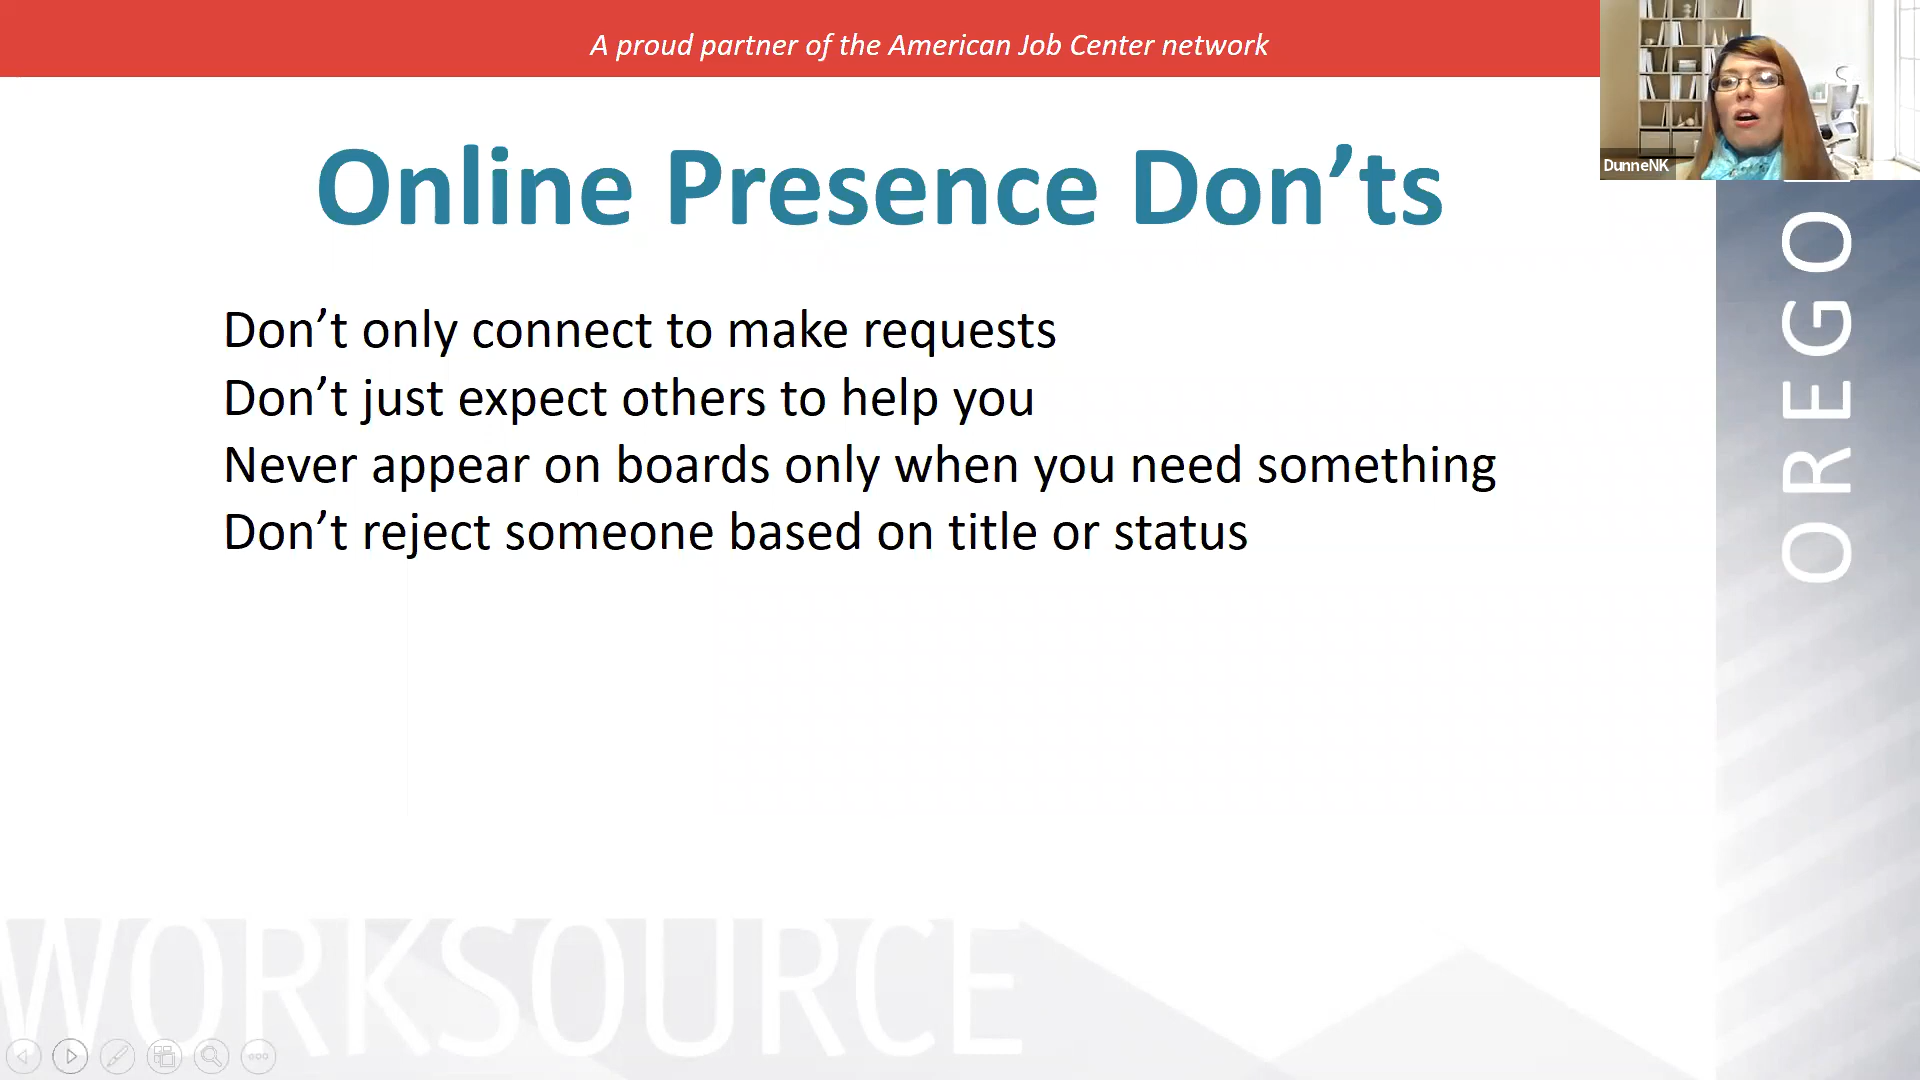 A proud partner of the American Job Center network
DunneNK
Online Presence Don’ts
Don’t only connect to make requests
Don’t just expect others to help you
Never appear on boards only when you need something
Don’t reject someone based on title or status
OREGO
WORKSOURCE